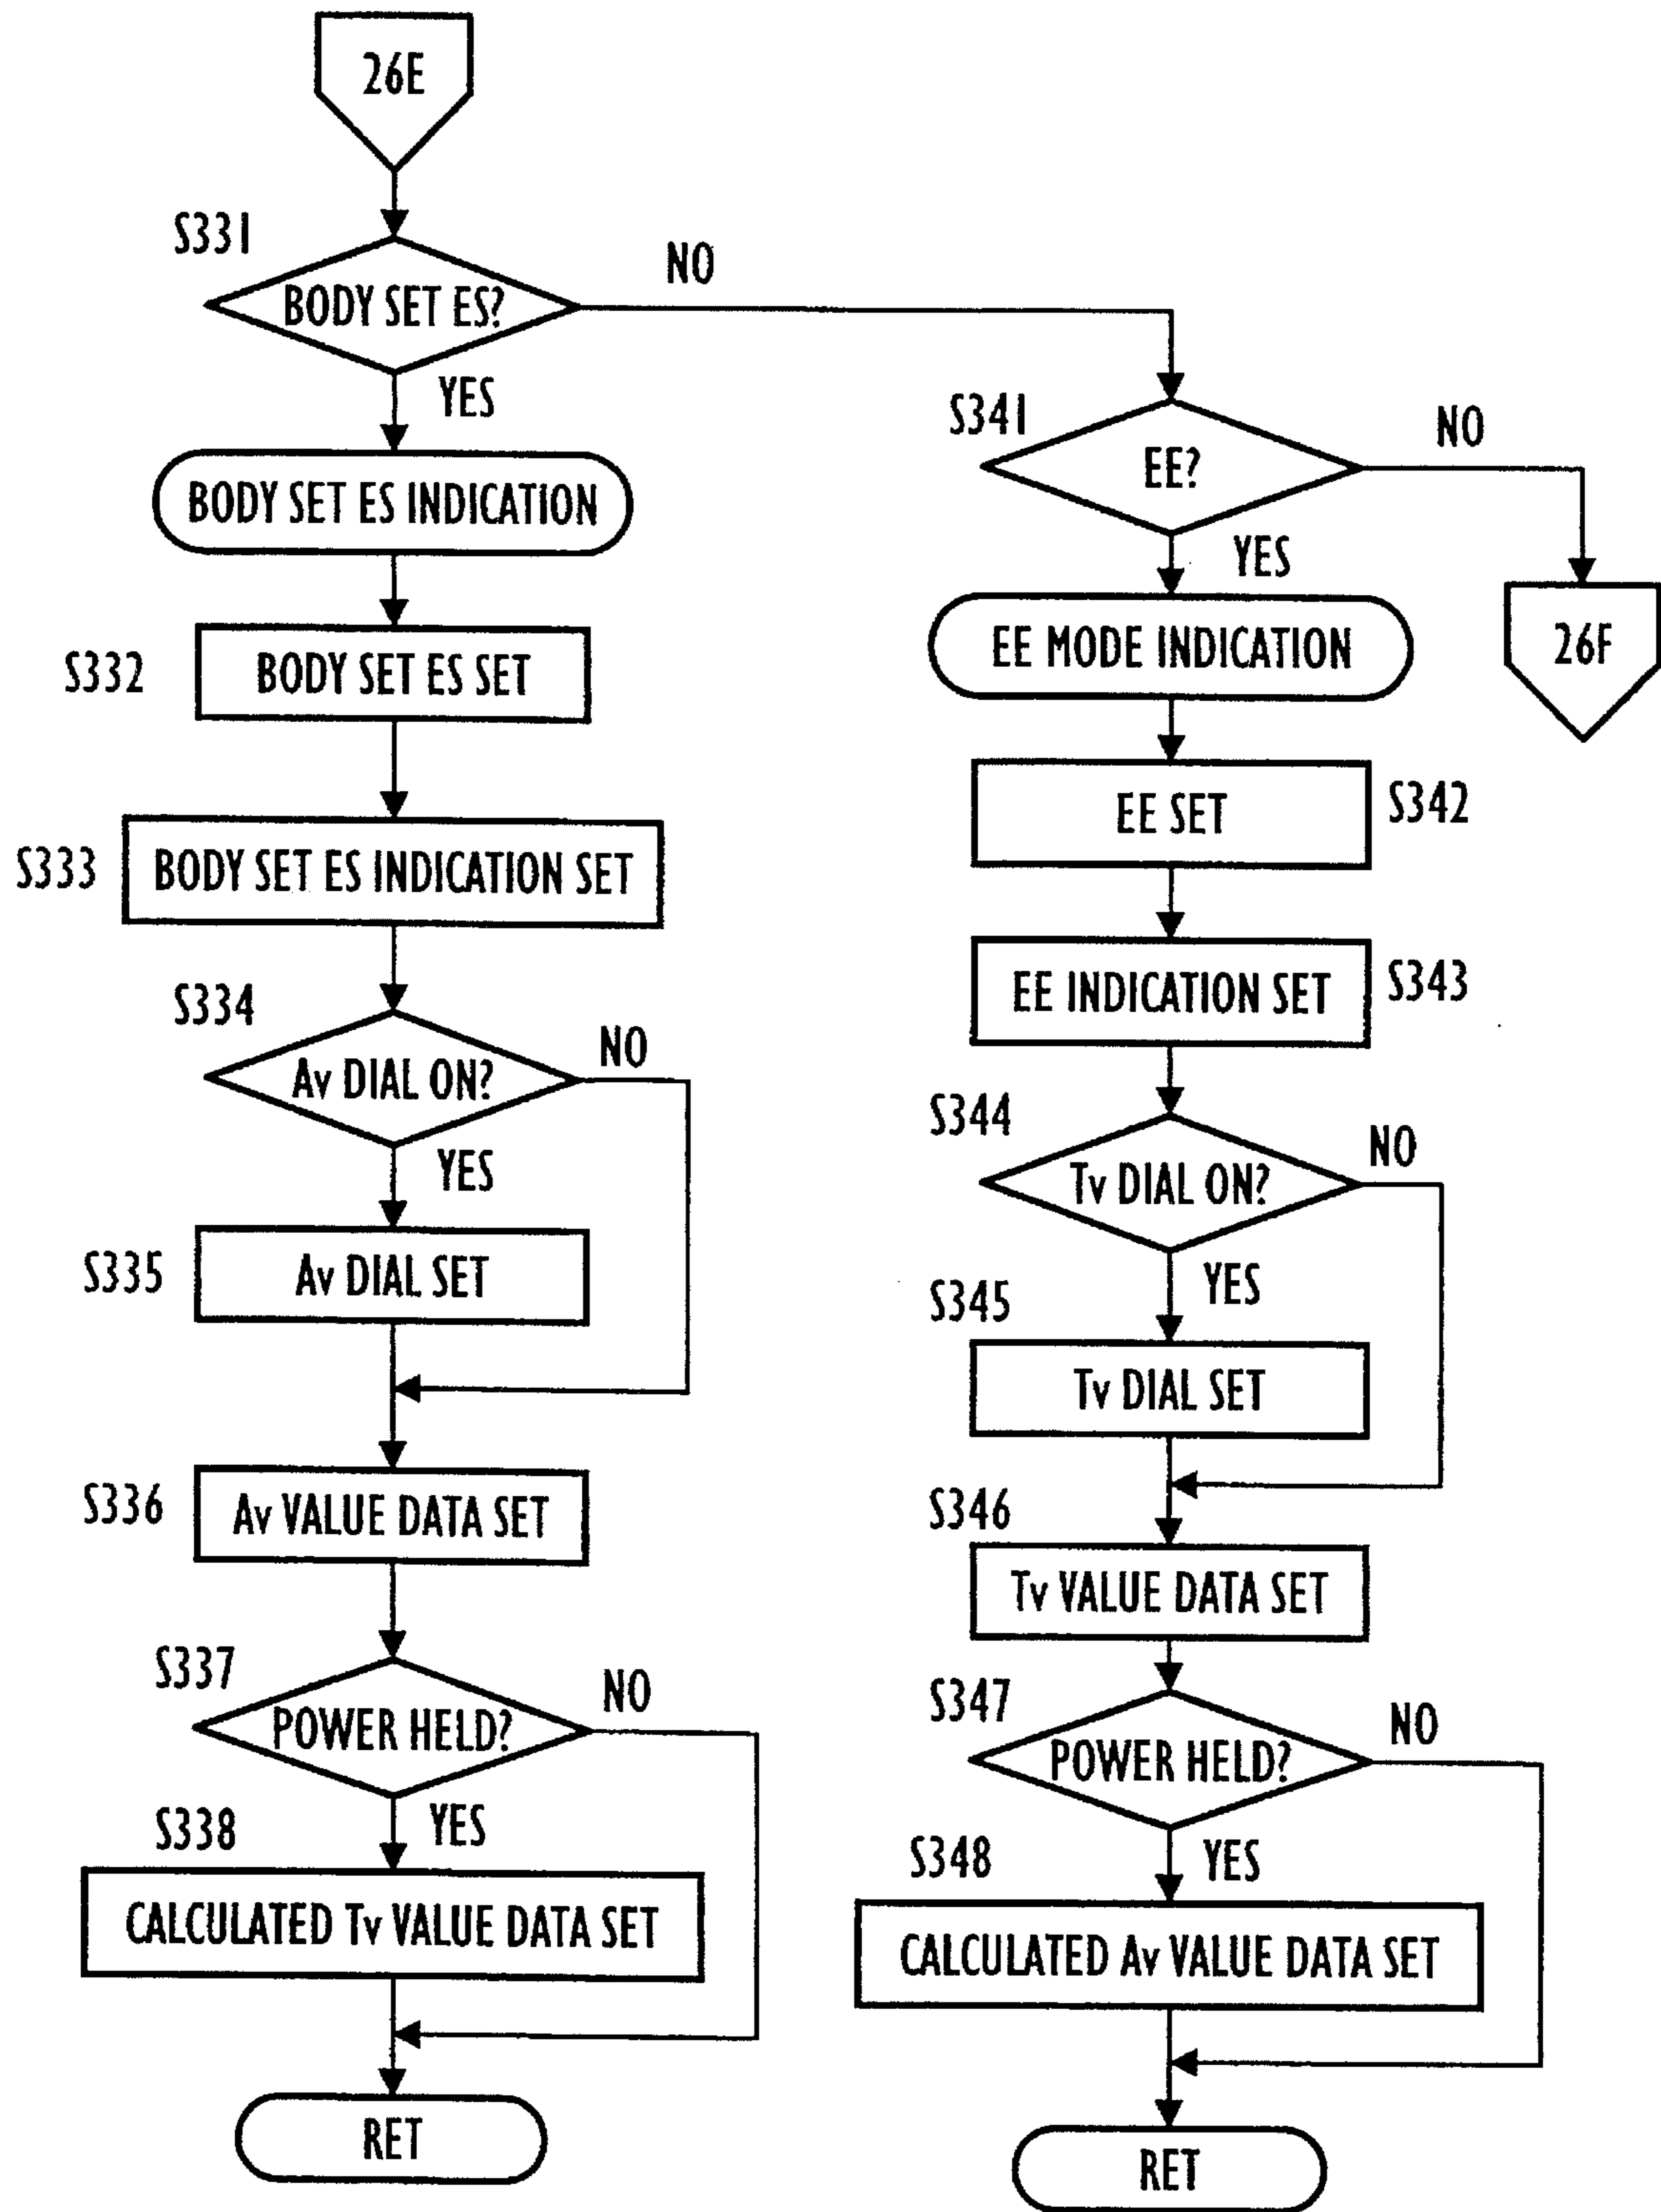 26E
S331
BODY SET ES?
NO
YES
BODY SET ES INDICATION
S332
BODY SET ES SET
S333
BODY SET ES INDICATION SET
S334
Av DIAL ON?
NO
YES
S335
Av DIAL SET
S336
Av VALUE DATA SET
S337
POWER HELD?
NO
YES
S338
CALCULATED Tv VALUE DATA SET
RET
S341
EE?
NO
YES
26F
EE MODE INDICATION
EE SET
S342
EE INDICATION SET
S343
S344
Tv DIAL ON?
NO
YES
S345
Tv DIAL SET
S346
Tv VALUE DATA SET
S347
POWER HELD?
NO
YES
S348
CALCULATED Av VALUE DATA SET
RET